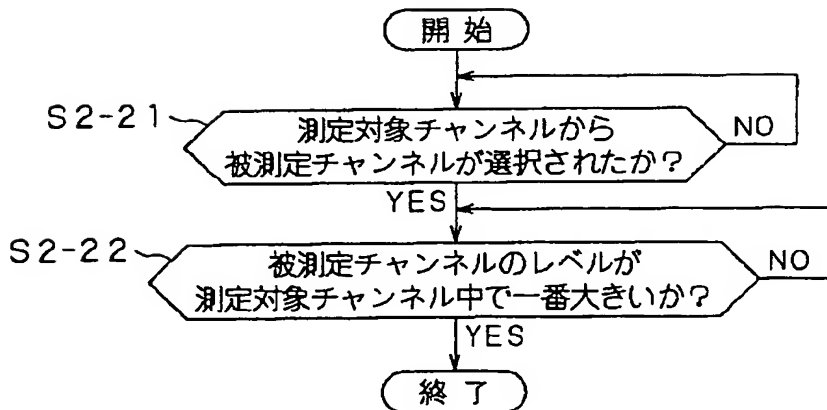 開始
S2-21
測定対象チャンネルから
被測定チャンネルが選択されたか?
NO
YES
S2-22
被測定チャンネルのレベルが
測定対象チャンネル中で一番大きいか?
NO
YES
終了